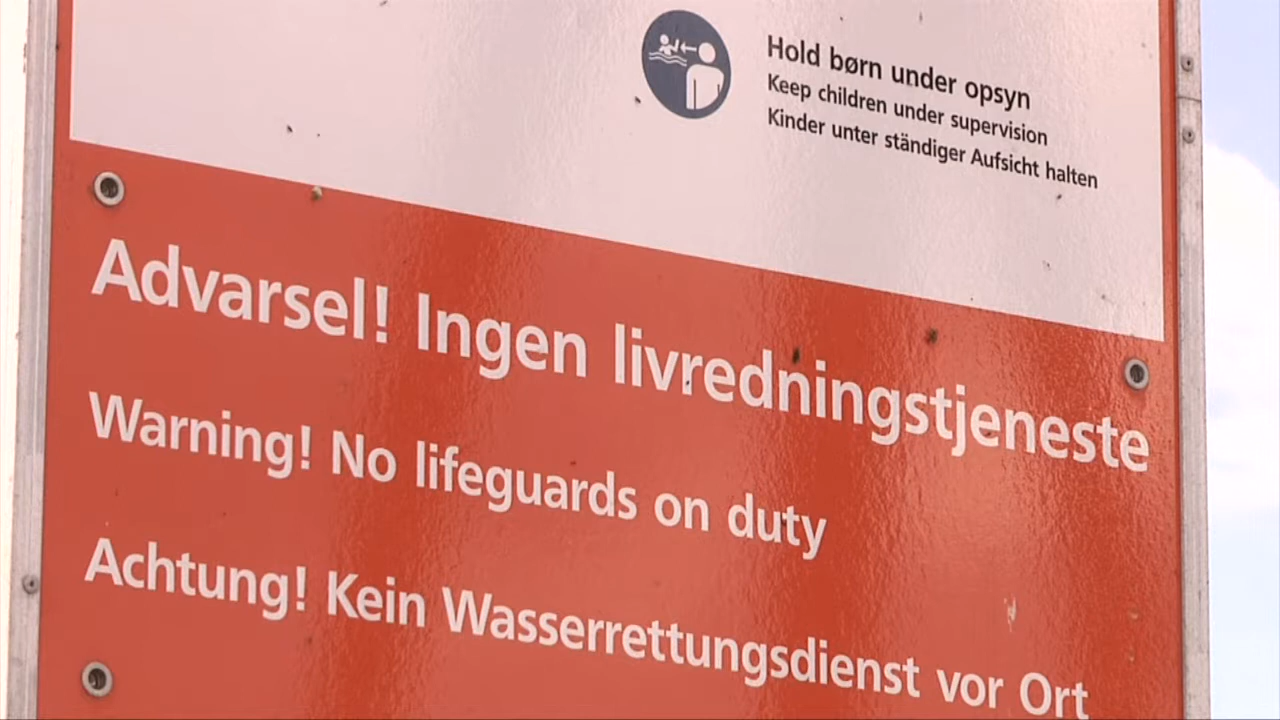 Hold børn under opsyn
Keep children under supervision
Kinder unter ständiger Aufsicht halten
Advarsel! Ingen livredningstjeneste
Warning! No lifeguards on duty
Achtung! Kein Wasserrettungsdienst vor Ort